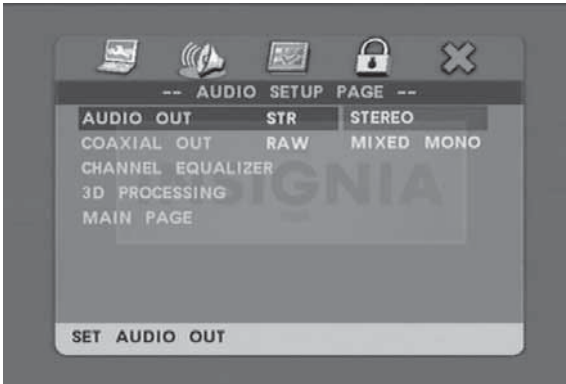 -- AUDIO SETUP PAGE --
AUDIO OUT STR STEREO
COAXIAL OUT RAW MIXED MONO
CHANNEL EQUALIZER
3D PROCESSING
MAIN PAGE
INSIGNIA
SET AUDIO OUT